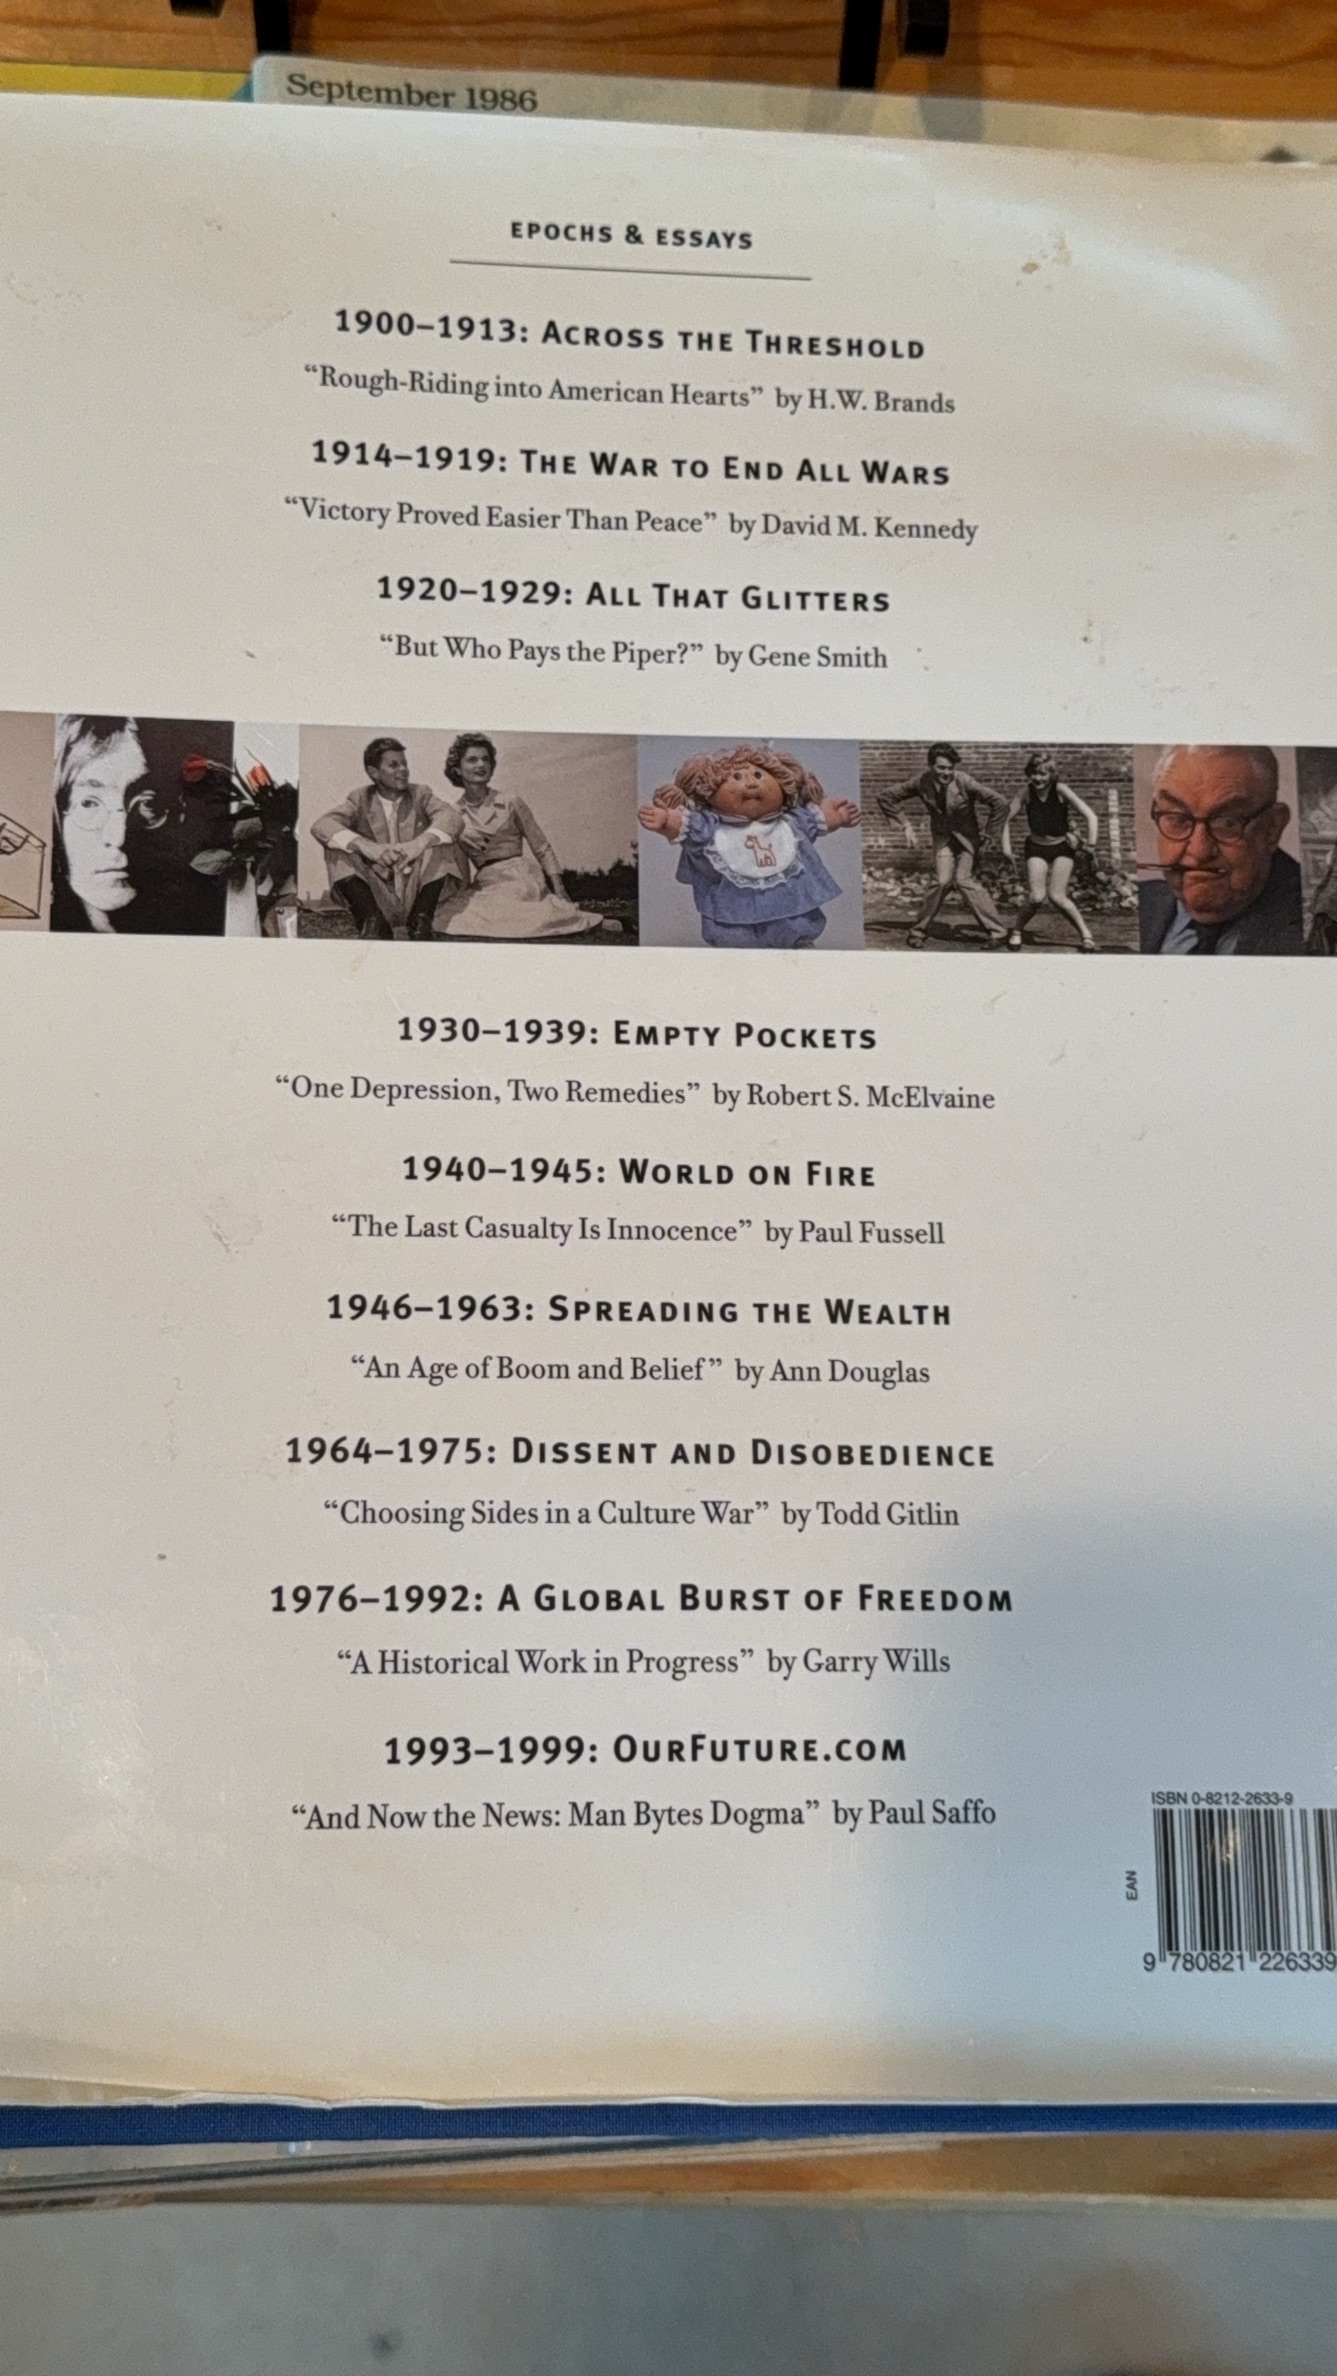 September 1986
EPOCHS & ESSAYS
1900–1913: ACROSS THE THRESHOLD
“Rough-Riding into American Hearts” by H.W. Brands
1914–1919: THE WAR TO END ALL WARS
“Victory Proved Easier Than Peace” by David M. Kennedy
1920–1929: ALL THAT GLITTERS
“But Who Pays the Piper?” by Gene Smith
1930–1939: EMPTY POCKETS
“One Depression, Two Remedies” by Robert S. McElvaine
1940–1945: WORLD ON FIRE
“The Last Casualty Is Innocence” by Paul Fussell
1946–1963: SPREADING THE WEALTH
“An Age of Boom and Belief” by Ann Douglas
1964–1975: DISSENT AND DISOBEDIENCE
“Choosing Sides in a Culture War” by Todd Gitlin
1976–1992: A GLOBAL BURST OF FREEDOM
“A Historical Work in Progress” by Garry Wills
1993–1999: OURFUTURE.COM
“And Now the News: Man Bytes Dogma” by Paul Saffo
ISBN 0-8212-2633-9
EAN
9 780821 226339